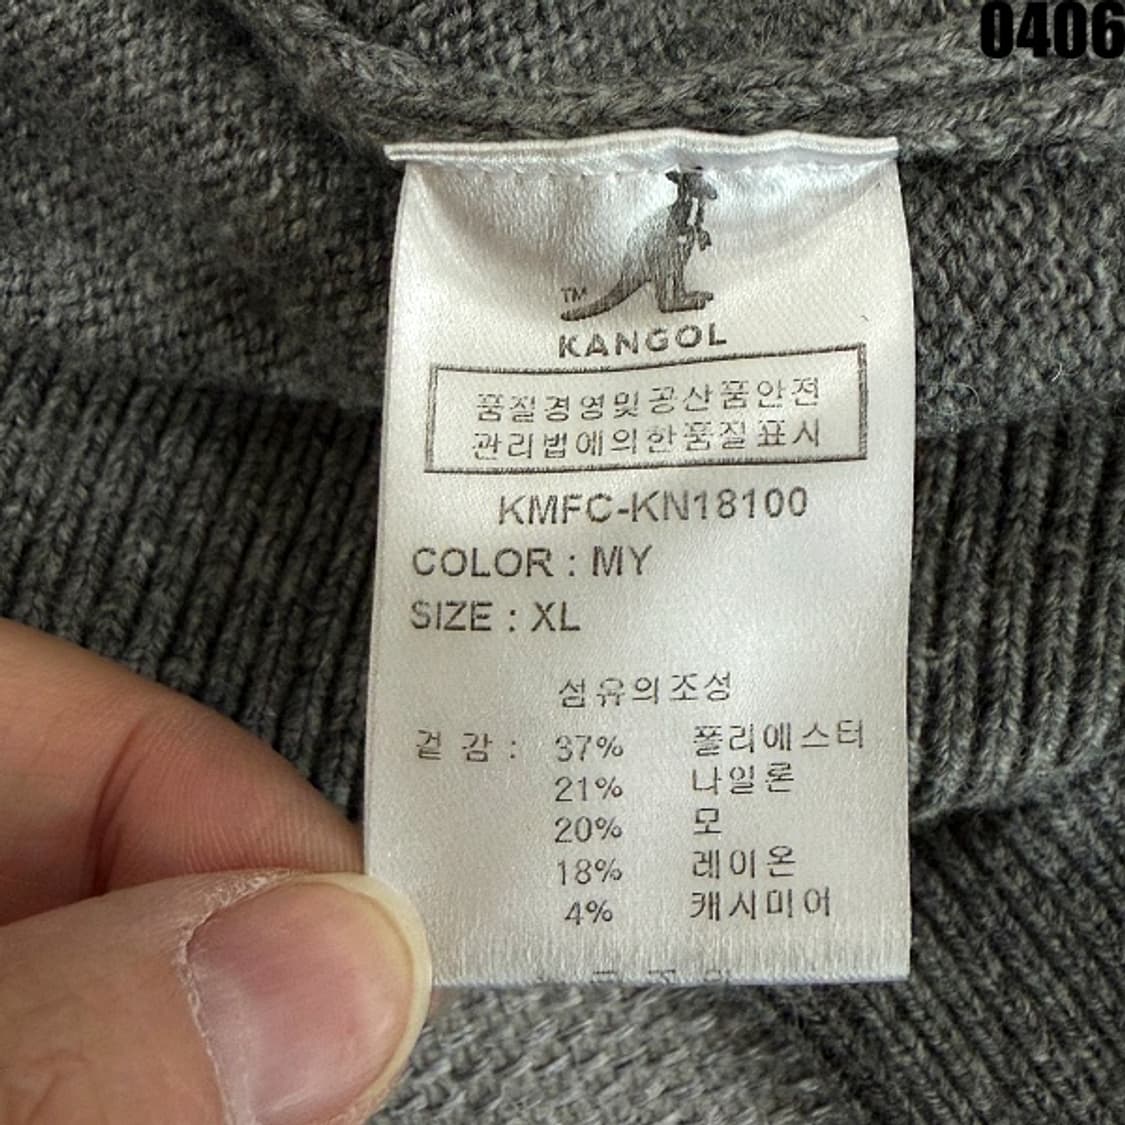 0406
TM
KANGOL
품질경영및공산품안전
관리법에의한품질표시
KMFC-KN18100
COLOR : MY
SIZE : XL
섬유의조성
겉 감 : 37% 폴리에스터
21% 나일론
20% 모
18% 레이온
4% 캐시미어